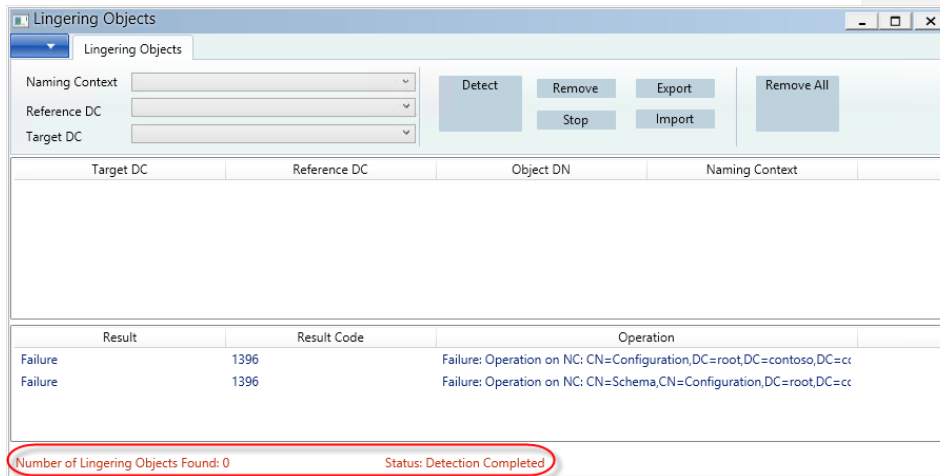 Lingering Objects
Lingering Objects
Naming Context
Reference DC
Target DC
Detect
Remove
Export
Remove All
Stop
Import
Target DC Reference DC Object DN Naming Context
Result Result Code Operation
Failure 1396 Failure: Operation on NC: CN=Configuration,DC=root,DC=contoso,DC=cc
Failure 1396 Failure: Operation on NC: CN=Schema,CN=Configuration,DC=root,DC=cc
Number of Lingering Objects Found: 0 Status: Detection Completed